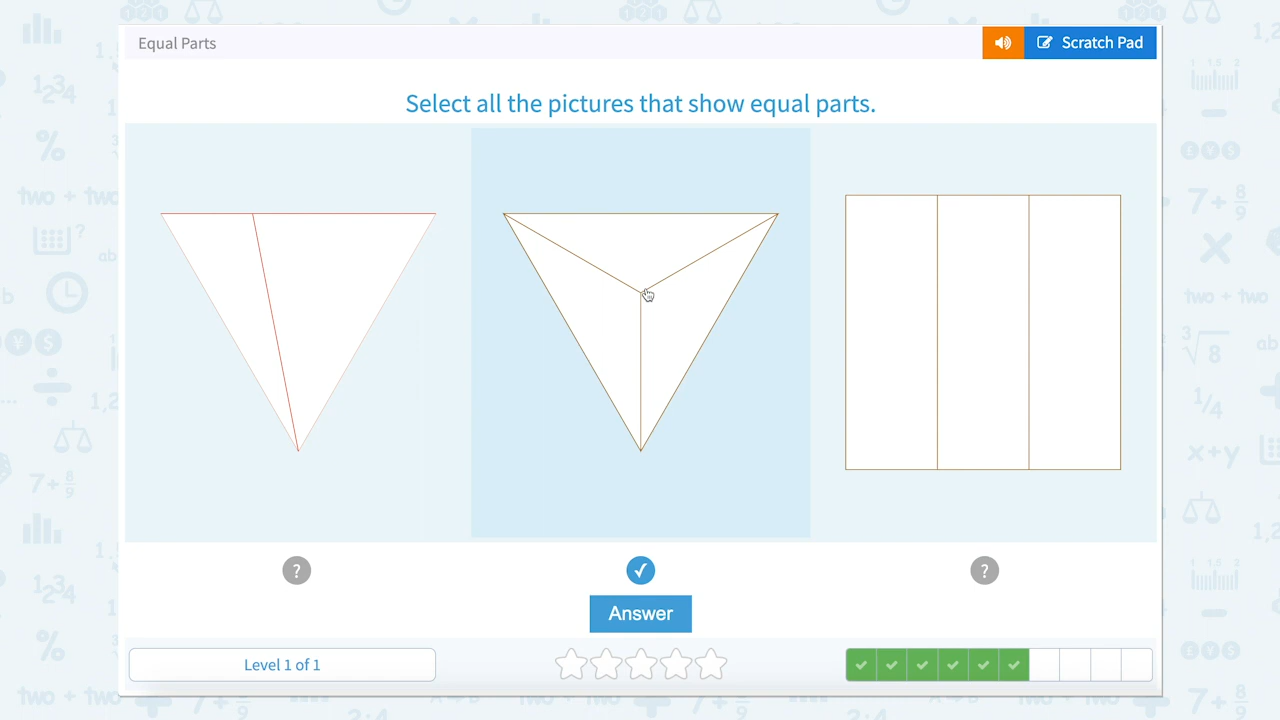 Equal Parts
Scratch Pad
Select all the pictures that show equal parts.
? ✓ ?
Answer
Level 1 of 1